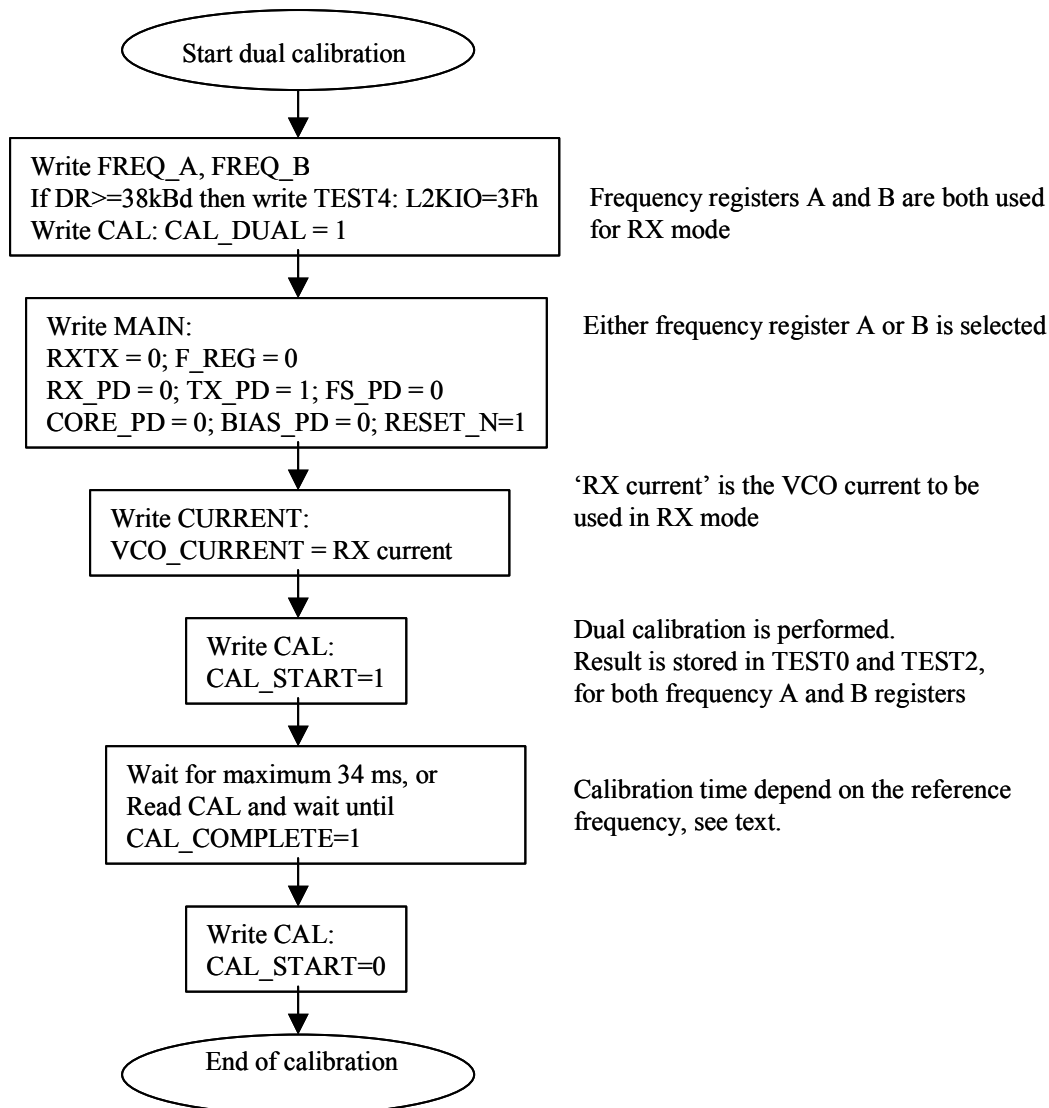 Start dual calibration
Write FREQ_A, FREQ_B
If DR>=38kBd then write TEST4: L2KIO=3Fh
Write CAL: CAL_DUAL = 1
Frequency registers A and B are both used
for RX mode
Write MAIN:
RXTX = 0; F_REG = 0
RX_PD = 0; TX_PD = 1; FS_PD = 0
CORE_PD = 0; BIAS_PD = 0; RESET_N=1
Either frequency register A or B is selected
Write CURRENT:
VCO_CURRENT = RX current
‘RX current’ is the VCO current to be
used in RX mode
Write CAL:
CAL_START=1
Dual calibration is performed.
Result is stored in TEST0 and TEST2,
for both frequency A and B registers
Wait for maximum 34 ms, or
Read CAL and wait until
CAL_COMPLETE=1
Calibration time depend on the reference
frequency, see text.
Write CAL:
CAL_START=0
End of calibration